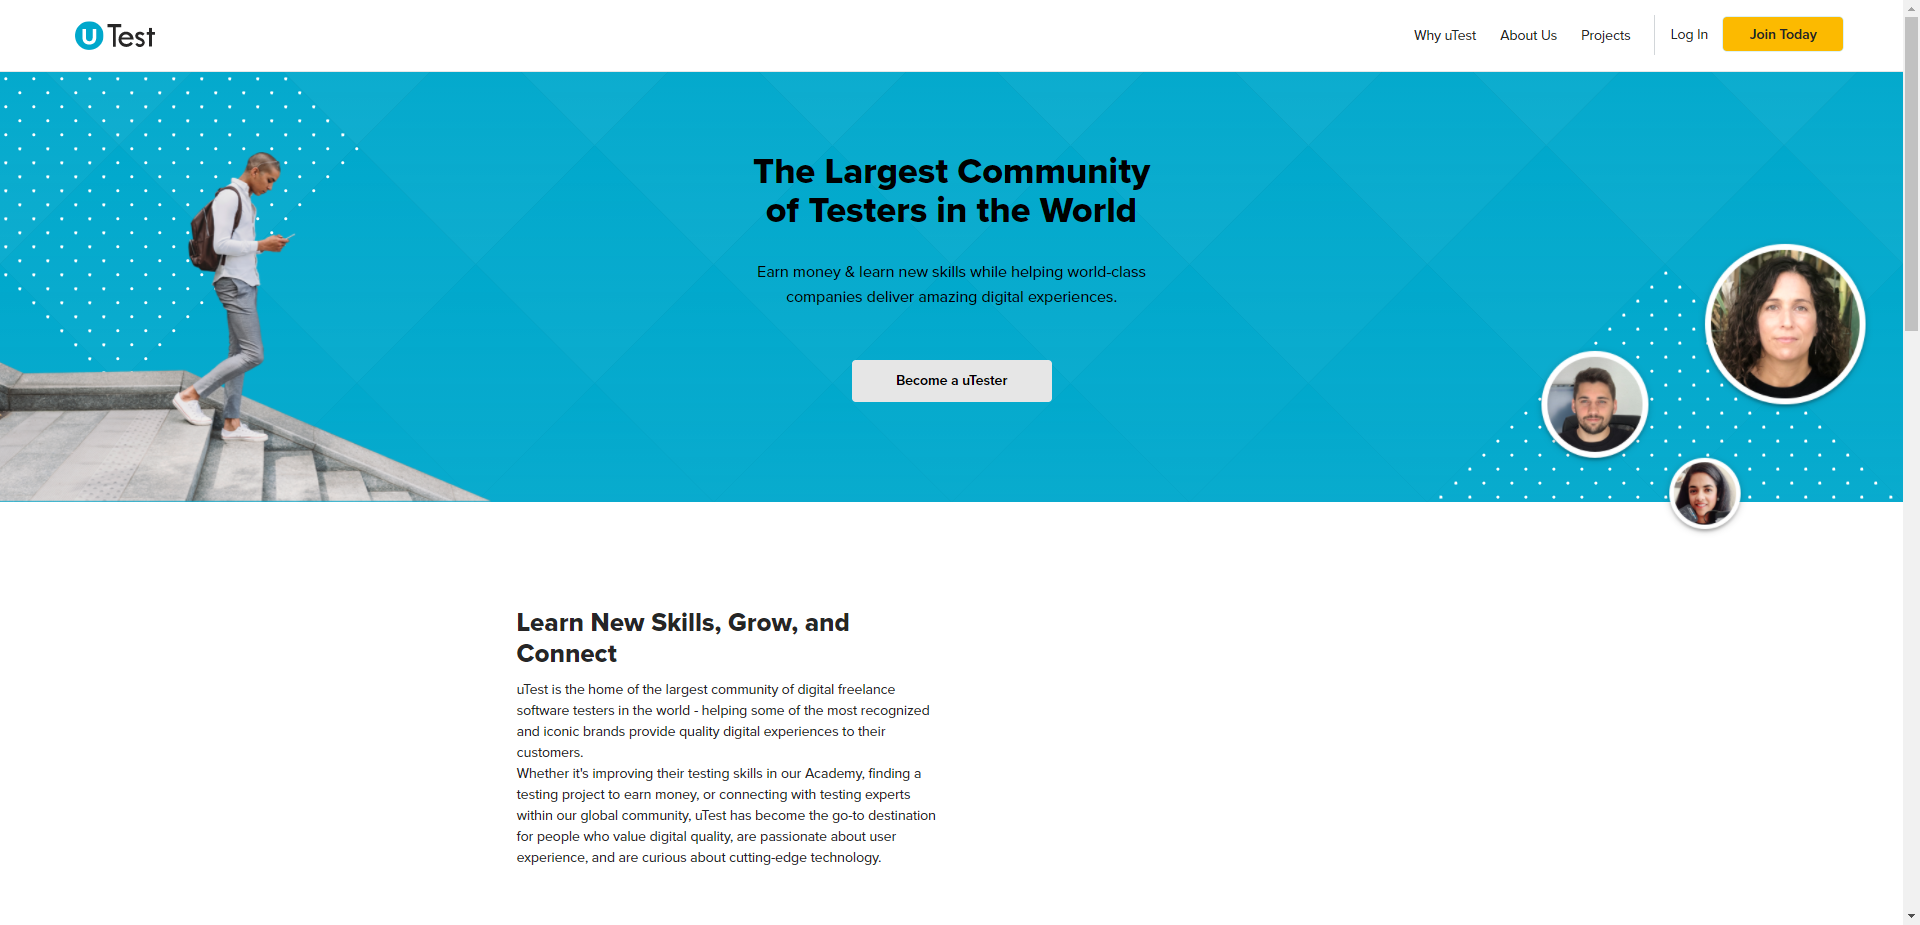 uTest
Why uTest
About Us
Projects
Log In
Join Today
The Largest Community
of Testers in the World
Earn money & learn new skills while helping world-class
companies deliver amazing digital experiences.
Become a uTester
Learn New Skills, Grow, and
Connect
uTest is the home of the largest community of digital freelance
software testers in the world - helping some of the most recognized
and iconic brands provide quality digital experiences to their
customers.
Whether it's improving their testing skills in our Academy, finding a
testing project to earn money, or connecting with testing experts
within our global community, uTest has become the go-to destination
for people who value digital quality, are passionate about user
experience, and are curious about cutting-edge technology.